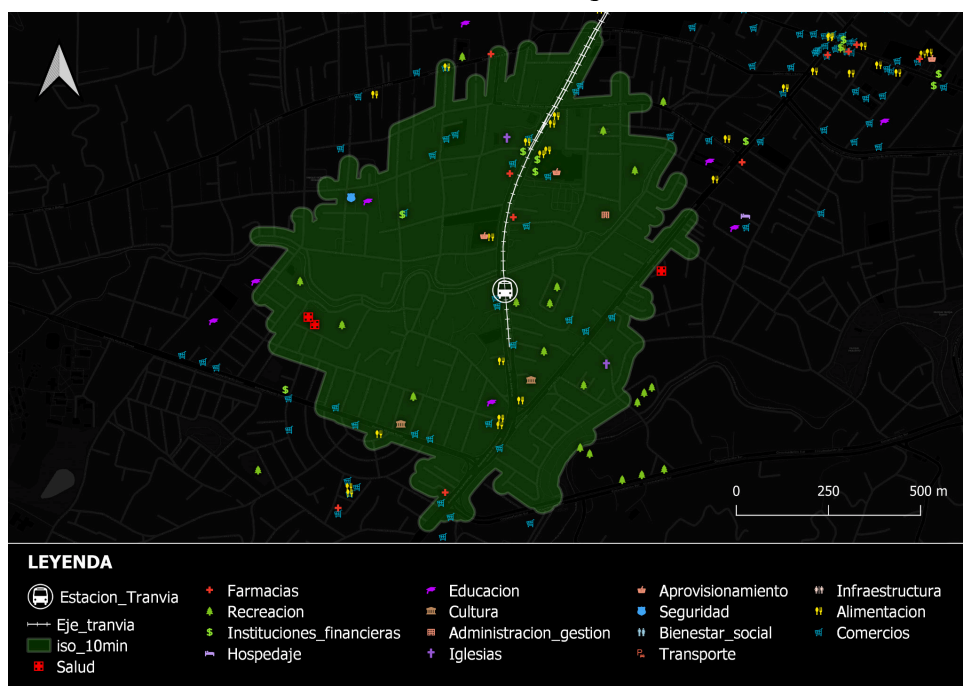 0 250 500 m
LEYENDA
Estacion_Tranvia
Eje_tranvia
iso_10min
Salud
Farmacias
Recreacion
Instituciones_financieras
Hospedaje
Educacion
Cultura
Administracion_gestion
Iglesias
Aprovisionamiento
Seguridad
Bienestar_social
Transporte
Infraestructura
Alimentacion
Comercios